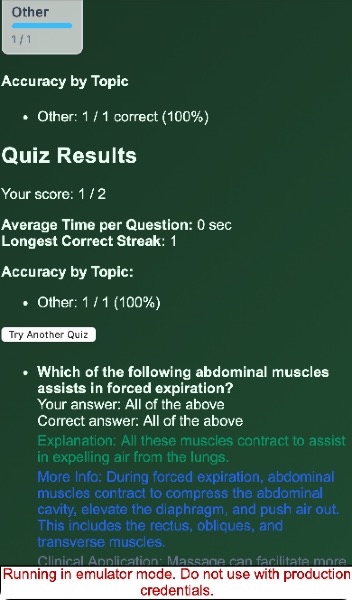 Other
1 / 1
Accuracy by Topic
Other: 1 / 1 correct (100%)
Quiz Results
Your score: 1 / 2
Average Time per Question: 0 sec
Longest Correct Streak: 1
Accuracy by Topic:
Other: 1 / 1 (100%)
Try Another Quiz
Which of the following abdominal muscles
assists in forced expiration?
Your answer: All of the above
Correct answer: All of the above
Explanation: All these muscles contract to assist
in expelling air from the lungs.
More Info: During forced expiration, abdominal
muscles contract to compress the abdominal
cavity, elevate the diaphragm, and push air out.
This includes the rectus, obliques, and
transverse muscles.
Clinical Application: Massage can facilitate more
Running in emulator mode. Do not use with production
credentials.